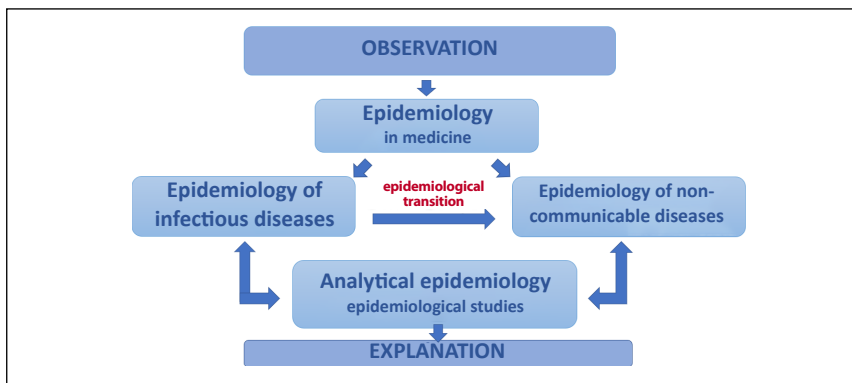 OBSERVATION
Epidemiology
in medicine
Epidemiology of
infectious diseases
epidemiological
transition
Epidemiology of non-
communicable diseases
Analytical epidemiology
epidemiological studies
EXPLANATION